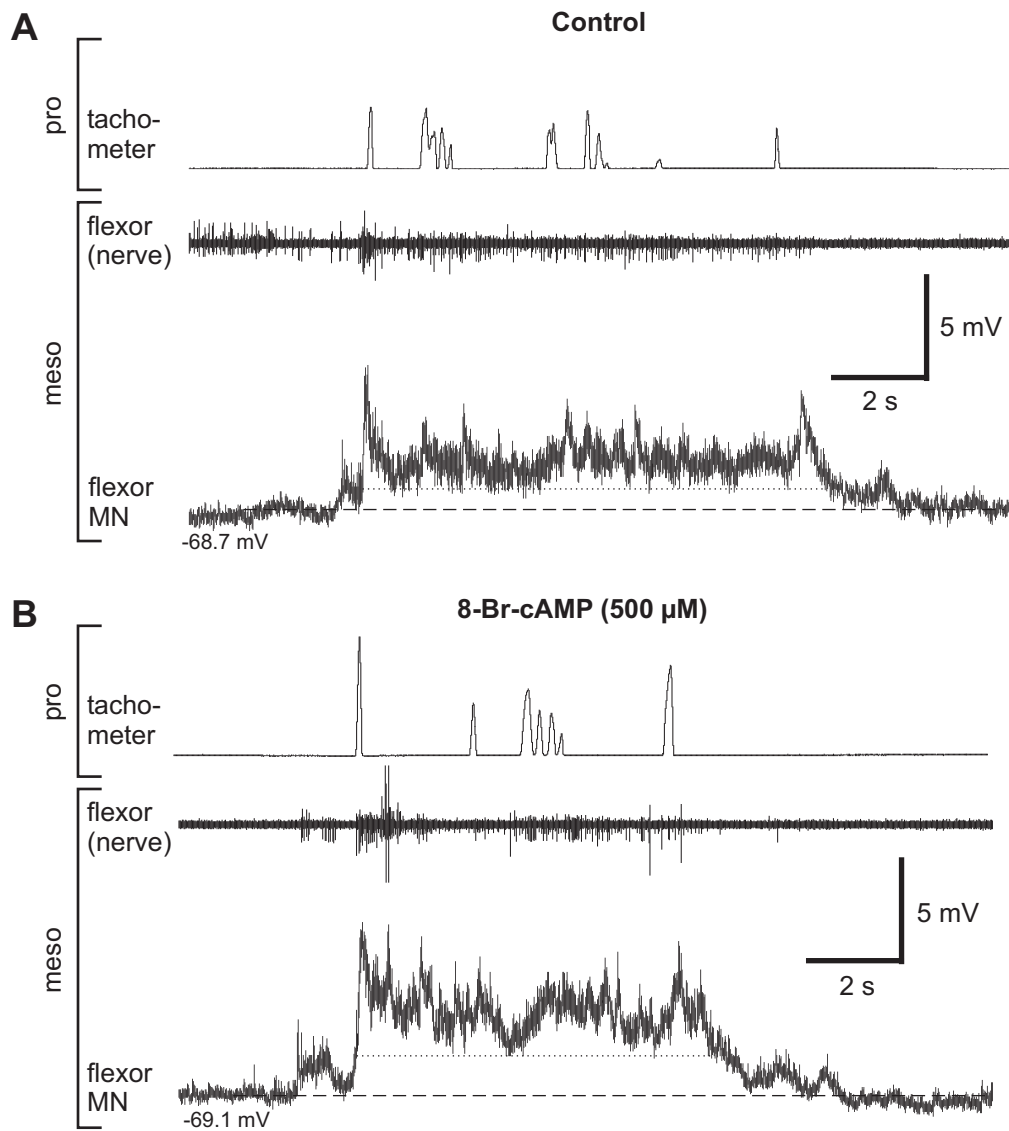 A
Control
pro
tacho-
meter
flexor
(nerve)
5 mV
2 s
meso
flexor
MN
-68.7 mV
B
8-Br-cAMP (500 µM)
pro
tacho-
meter
flexor
(nerve)
5 mV
2 s
meso
flexor
MN
-69.1 mV